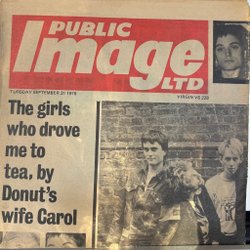 PUBLIC
Image
LTD
TUESDAY SEPTEMBER 21 1978
VIRGIN VS 228
The girls
who drove
me to
tea, by
Donut's
wife Carol